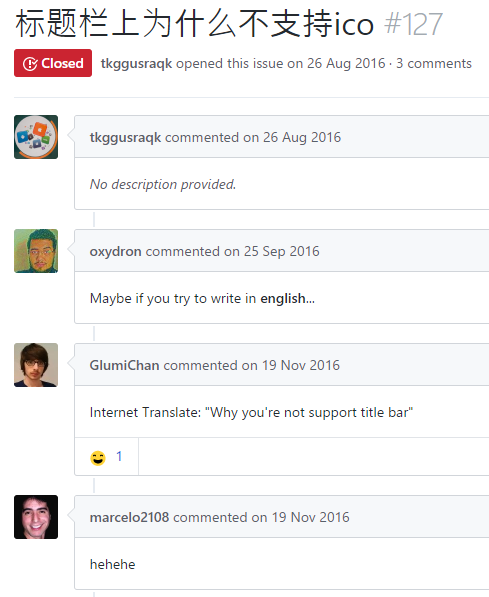 标题栏上为什么不支持ico #127
Closed tkggusraqk opened this issue on 26 Aug 2016 · 3 comments
tkggusraqk commented on 26 Aug 2016
No description provided.
oxydron commented on 25 Sep 2016
Maybe if you try to write in english...
GlumiChan commented on 19 Nov 2016
Internet Translate: "Why you're not support title bar"
1
marcelo2108 commented on 19 Nov 2016
hehehe